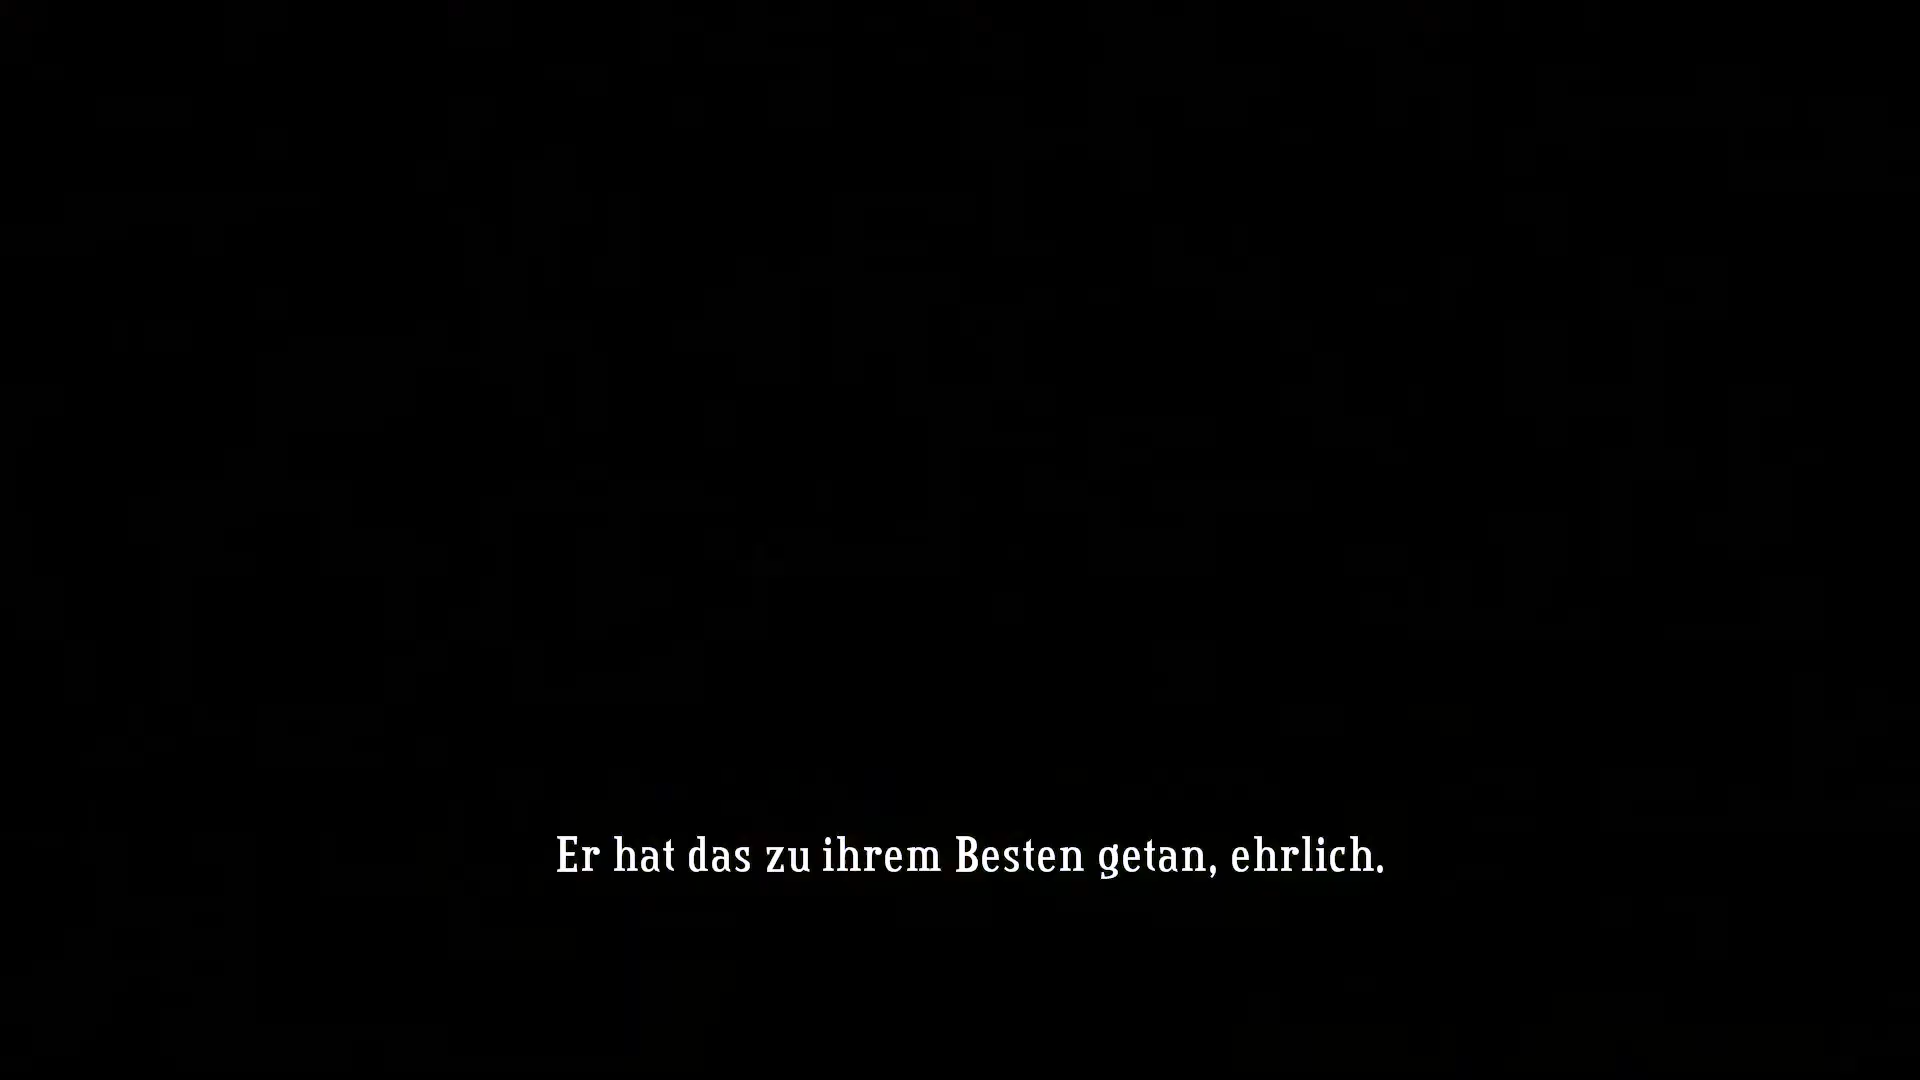 Er hat das zu ihrem Besten getan, ehrlich.